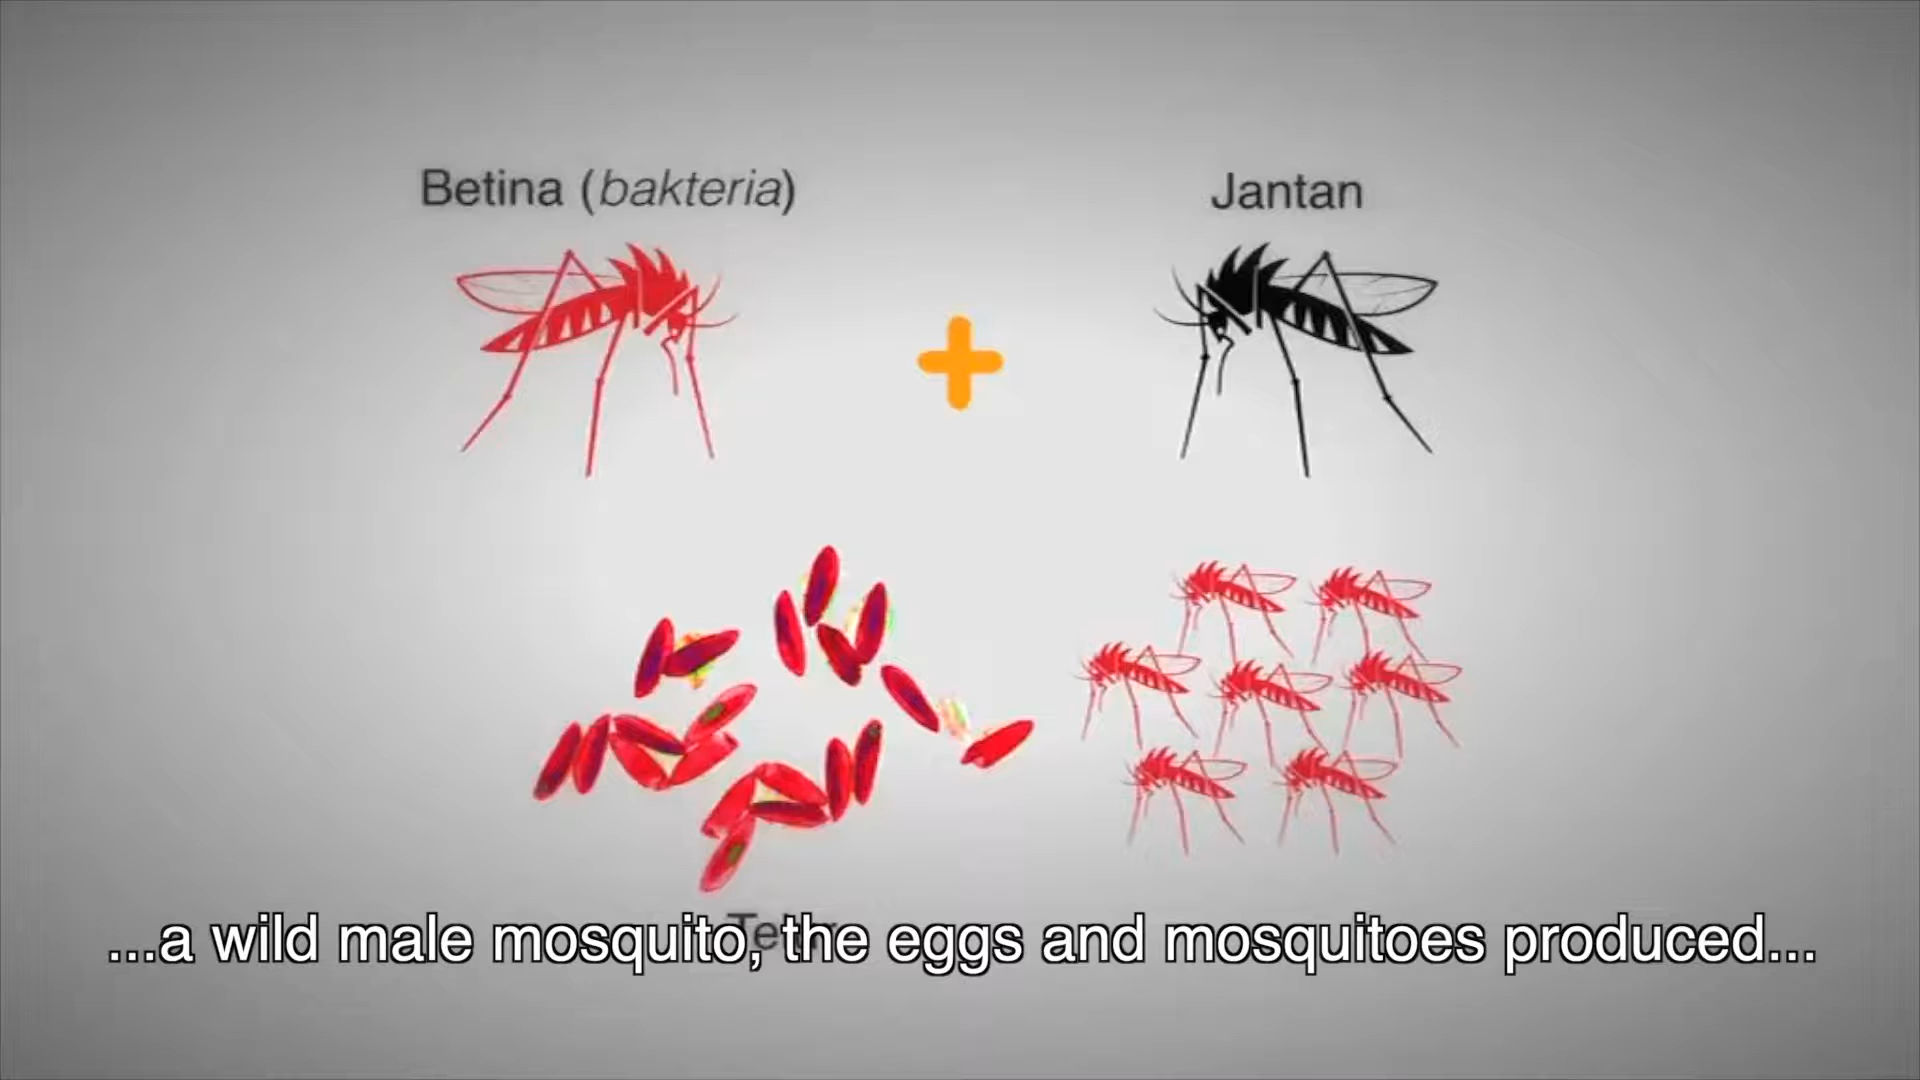 Betina (bakteria)
Jantan
...a wild male mosquito, the eggs and mosquitoes produced...